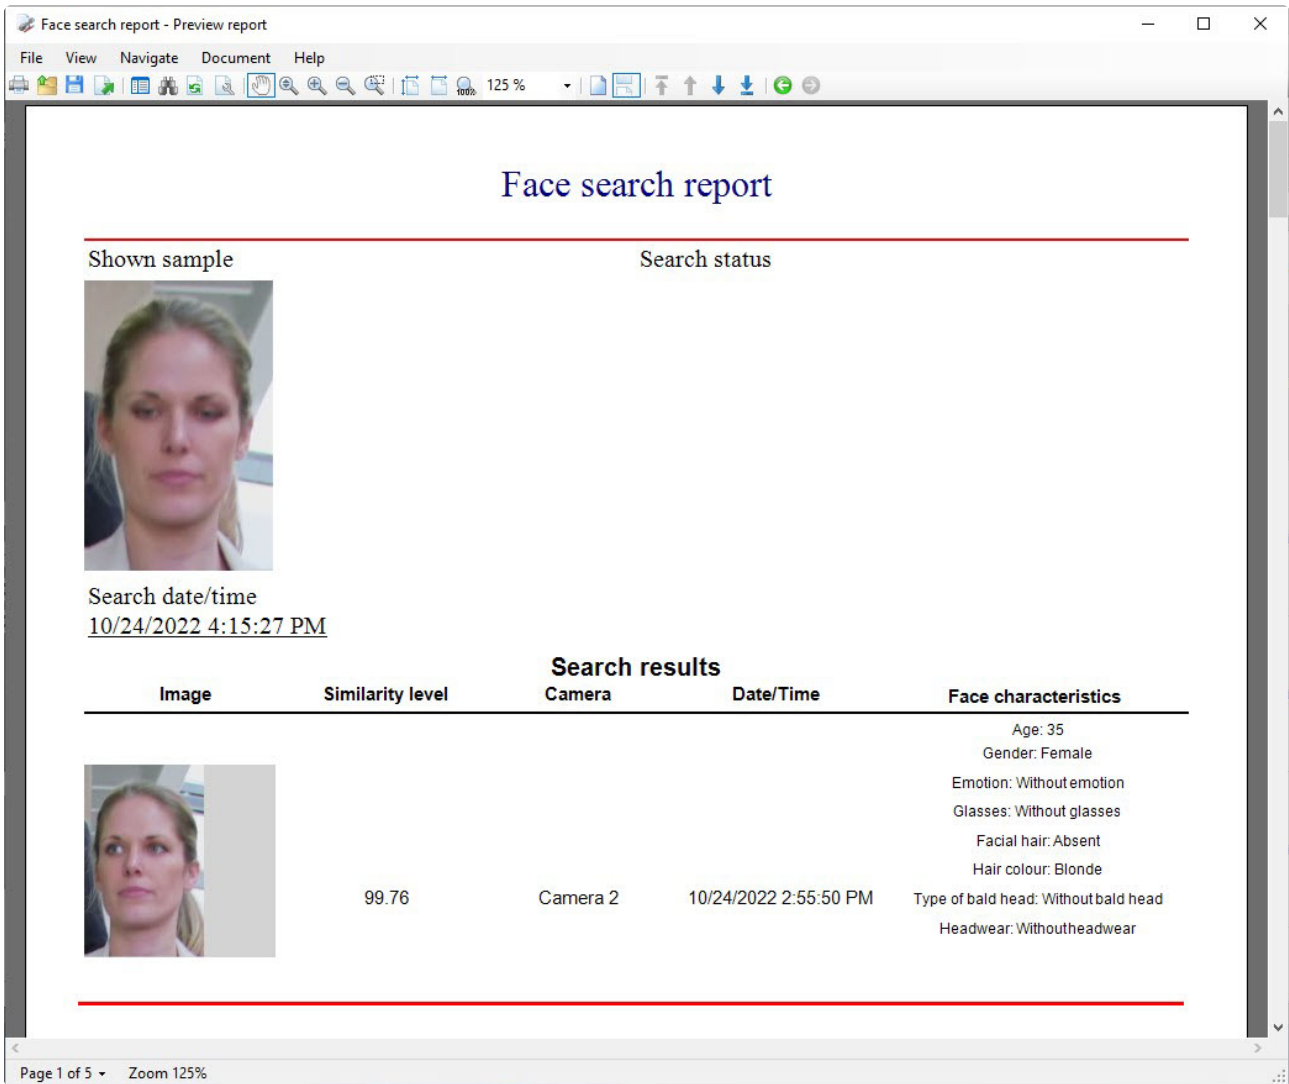 Face search report - Preview report
File View Navigate Document Help
100% 125 %
Face search report
Shown sample Search status
Search date/time
10/24/2022 4:15:27 PM
Search results
Image Similarity level Camera Date/Time Face characteristics
Age: 35
Gender: Female
Emotion: Without emotion
Glasses: Without glasses
Facial hair: Absent
Hair colour: Blonde
99.76 Camera 2 10/24/2022 2:55:50 PM Type of bald head: Without bald head
Headwear: Without headwear
Page 1 of 5 Zoom 125%